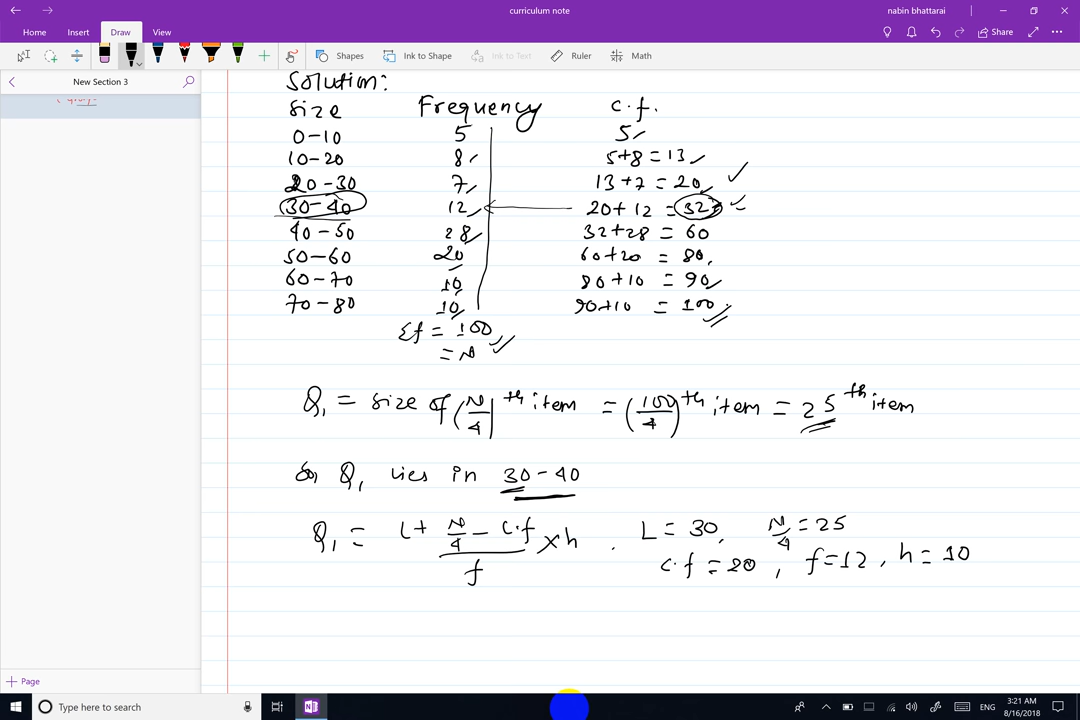 curriculum note
nabin bhattarai
Home Insert Draw View
Share
Shapes Ink to Shape Ink to Text Ruler Math
New Section 3
Solution:
Size Frequency c.f.
0-10 5 5
10-20 8 5+8=13
20-30 7 13+7=20
30-40 12 20+12=32
40-50 28 32+28=60
50-60 20 60+20=80
60-70 10 80+10=90
70-80 10 90+10=100
Σf = 100
= N
Q₁ = size of (N/4)th item = (100/4)th item = 25th item
So, Q₁ lies in 30-40
Q₁ = L + (N/4 - c.f)/f × h . L = 30, N/4 = 25
c.f = 20, f=12, h=10
+ Page
Type here to search
ENG
3:21 AM
8/16/2018